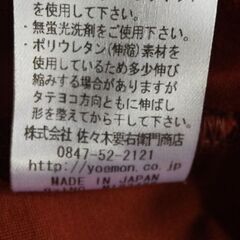 を使用して下さい。
・無蛍光洗剤をご使用下さい。
・ポリウレタン(伸縮)素材を
使用しているため多少伸び
縮みする場合がありますが
タテヨコ方向ともに伸ばし
形を整えてから干して下さい。
株式会社 佐々木要右衛門商店
0847-52-2121
http://yoemon.co.jp
MADE IN JAPAN